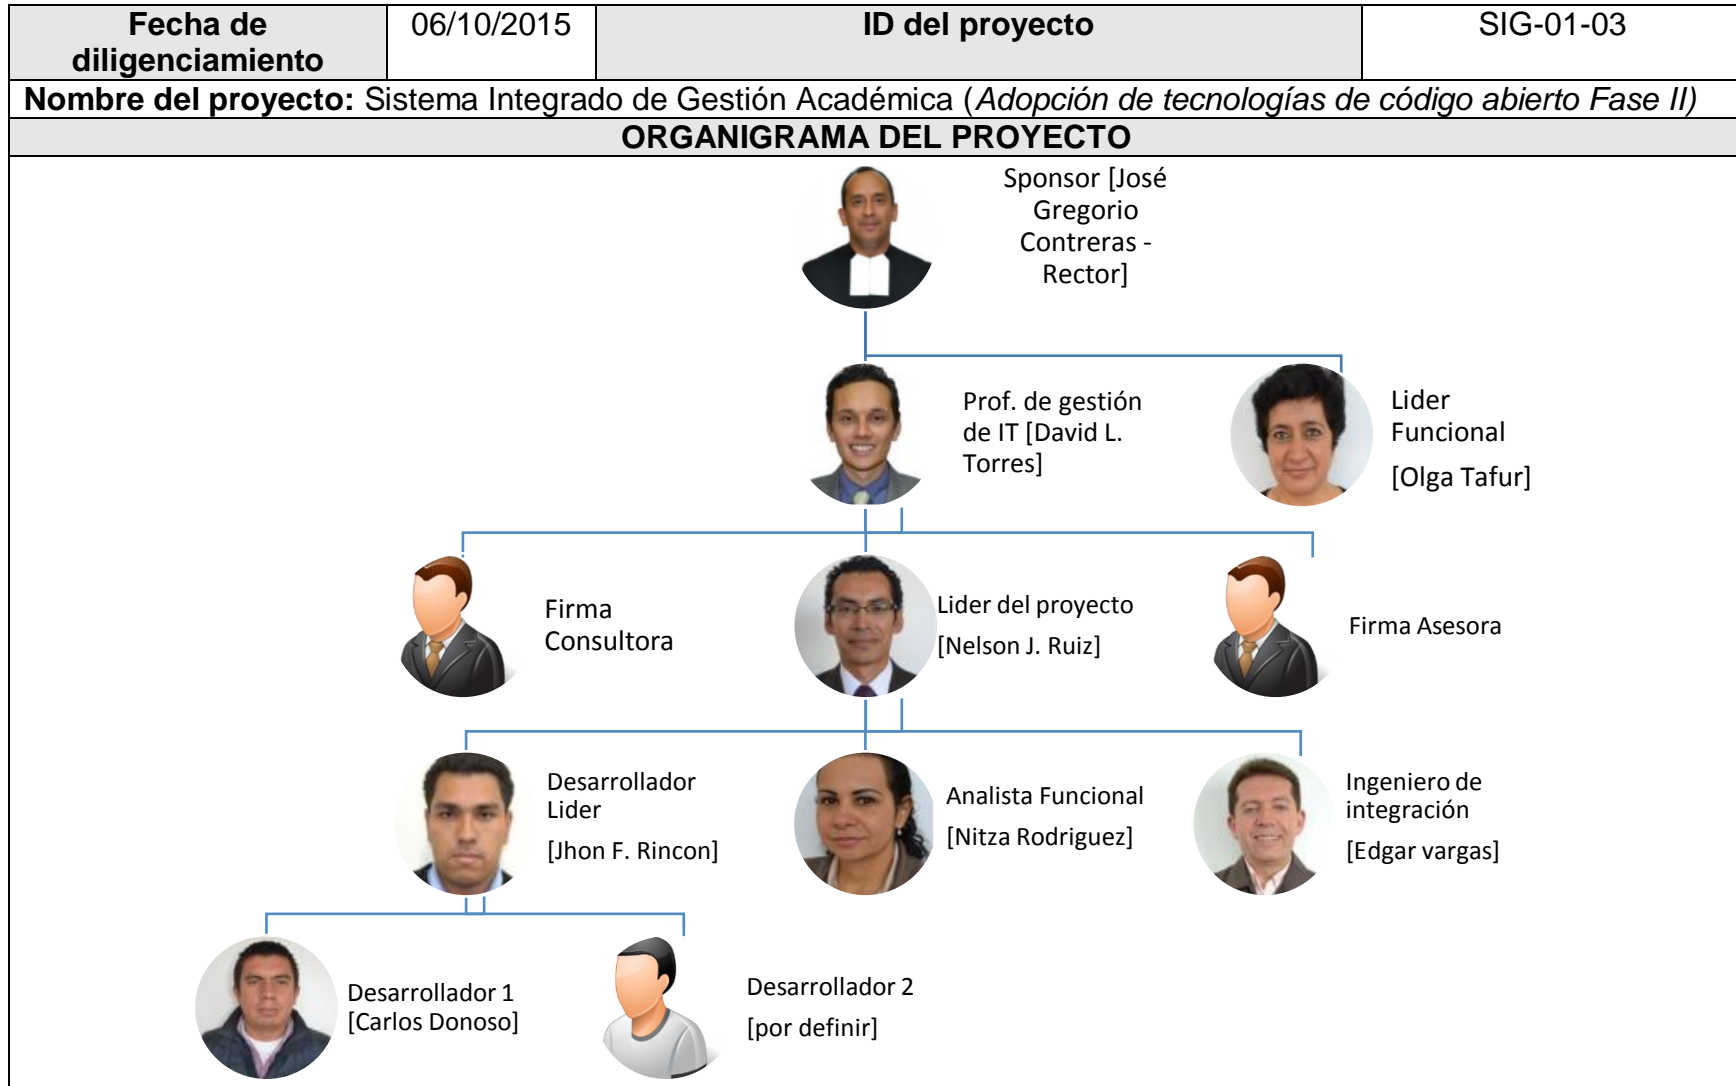 Fecha de
diligenciamiento
06/10/2015
ID del proyecto
SIG-01-03
Nombre del proyecto: Sistema Integrado de Gestión Académica (Adopción de tecnologías de código abierto Fase II)
ORGANIGRAMA DEL PROYECTO
Sponsor [José
Gregorio
Contreras -
Rector]
Prof. de gestión
de IT [David L.
Torres]
Lider
Funcional
[Olga Tafur]
Firma
Consultora
Lider del proyecto
[Nelson J. Ruiz]
Firma Asesora
Desarrollador
Lider
[Jhon F. Rincon]
Analista Funcional
[Nitza Rodriguez]
Ingeniero de
integración
[Edgar vargas]
Desarrollador 1
[Carlos Donoso]
Desarrollador 2
[por definir]